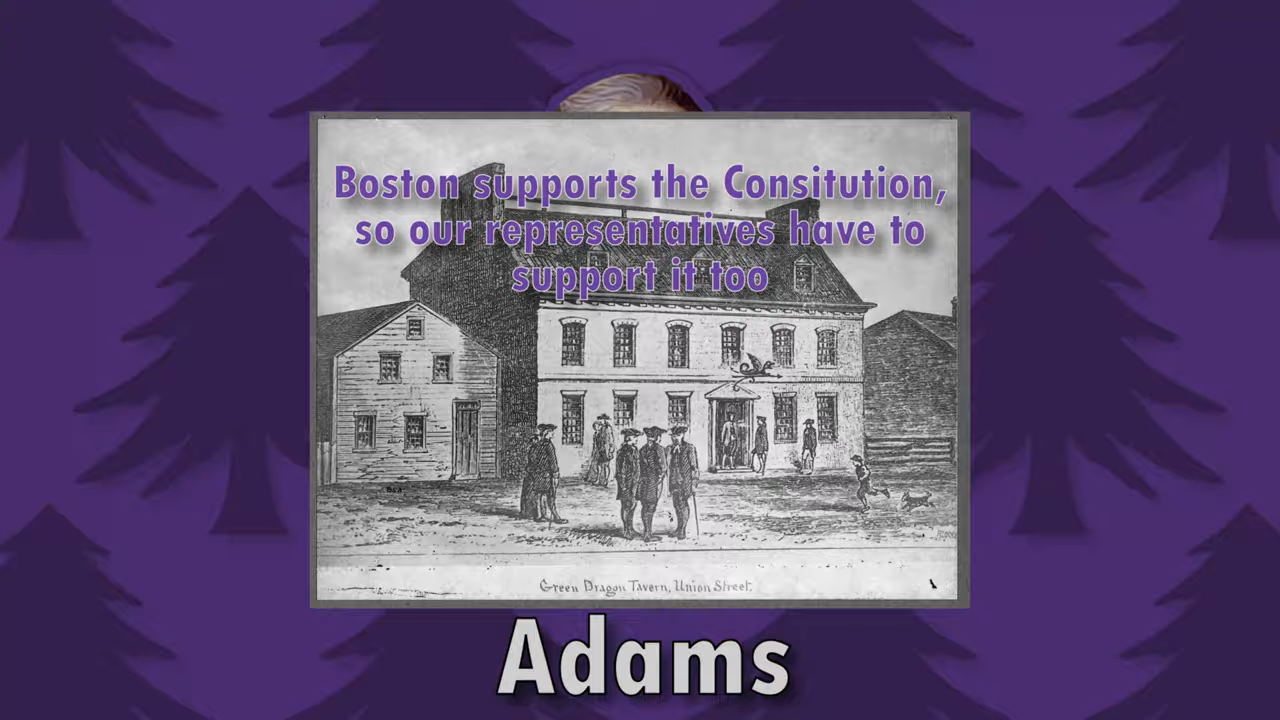 Boston supports the Consitution,
so our representatives have to
support it too
Green Dragon Tavern, Union Street.
Adams